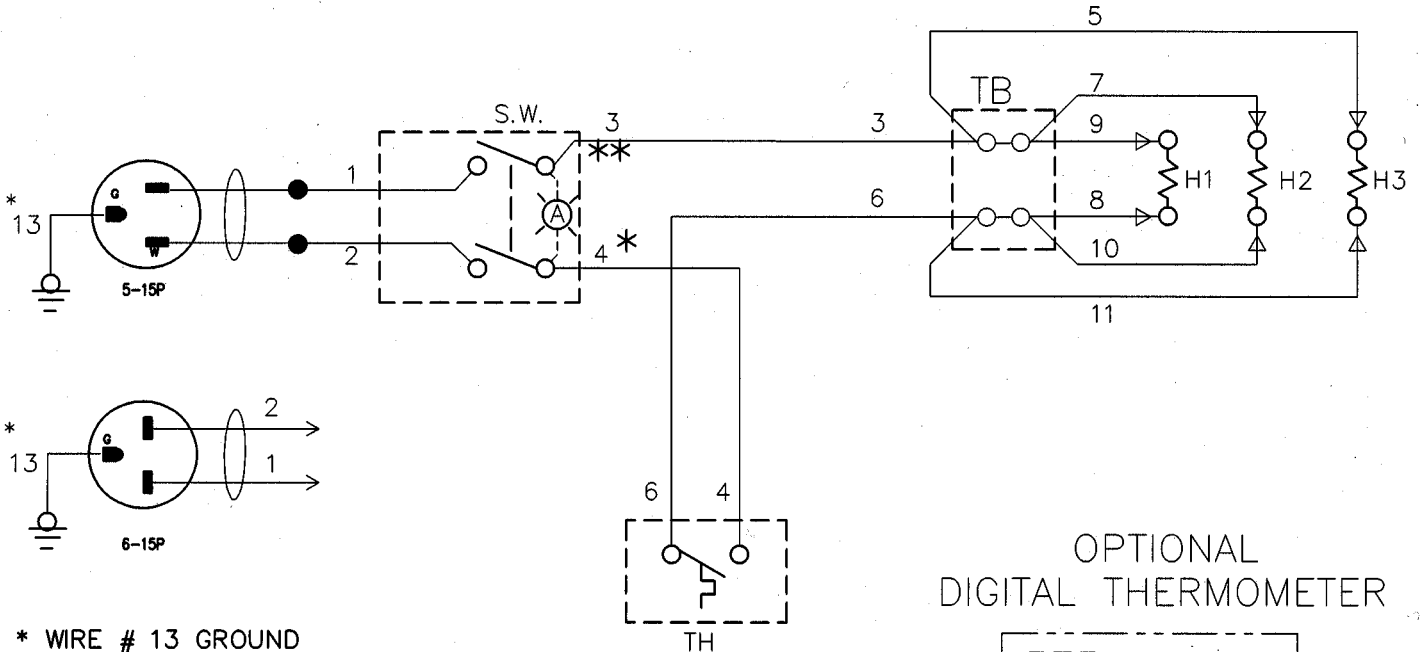 5
TB
7
S.W.
3
**
3
9
1
G
*
13
A
H1
H2
H3
6
8
W
2
4
*
10
5-15P
11
2
*
G
13
1
6
4
6-15P
OPTIONAL
DIGITAL THERMOMETER
* WIRE # 13 GROUND
TH